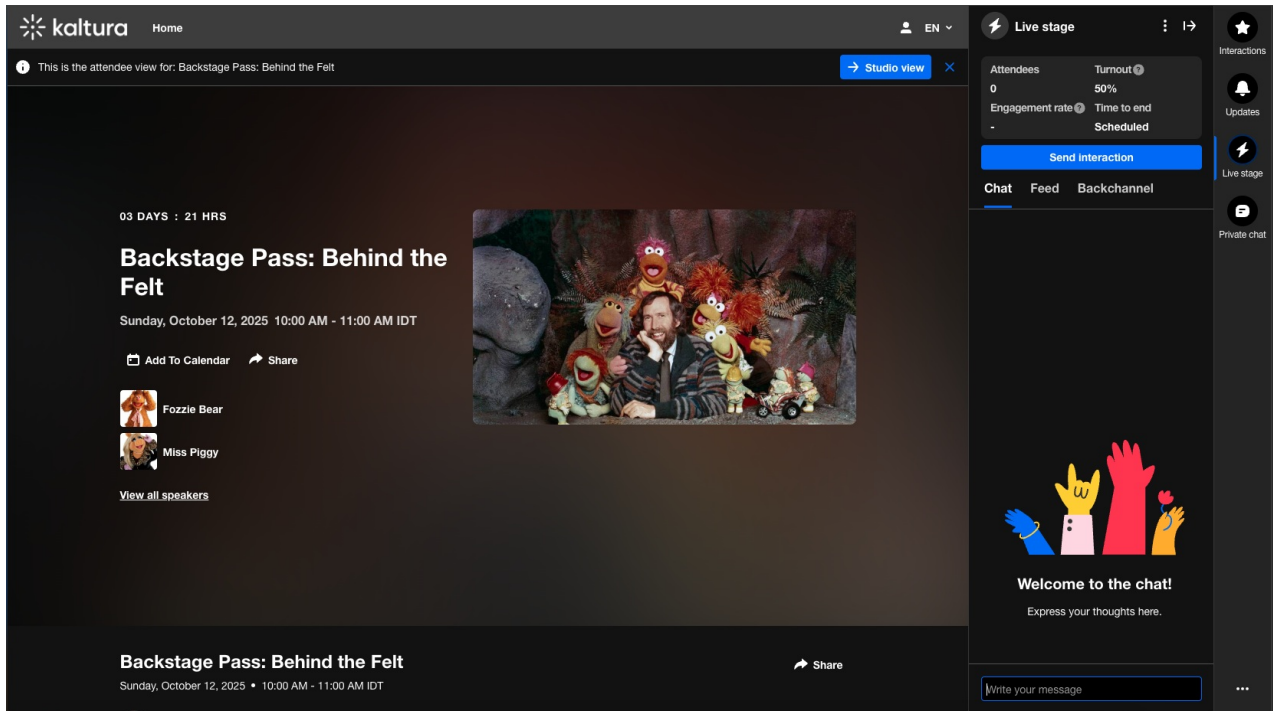 kaltura
Home
EN
This is the attendee view for: Backstage Pass: Behind the Felt
Studio view
03 DAYS : 21 HRS
Backstage Pass: Behind the
Felt
Sunday, October 12, 2025 10:00 AM - 11:00 AM IDT
Add To Calendar
Share
Fozzie Bear
Miss Piggy
View all speakers
Backstage Pass: Behind the Felt
Share
Sunday, October 12, 2025 • 10:00 AM - 11:00 AM IDT
Live stage
Attendees
Turnout
0
50%
Engagement rate
Time to end
-
Scheduled
Send interaction
Chat
Feed
Backchannel
Welcome to the chat!
Express your thoughts here.
Write your message
Interactions
Updates
Live stage
Private chat